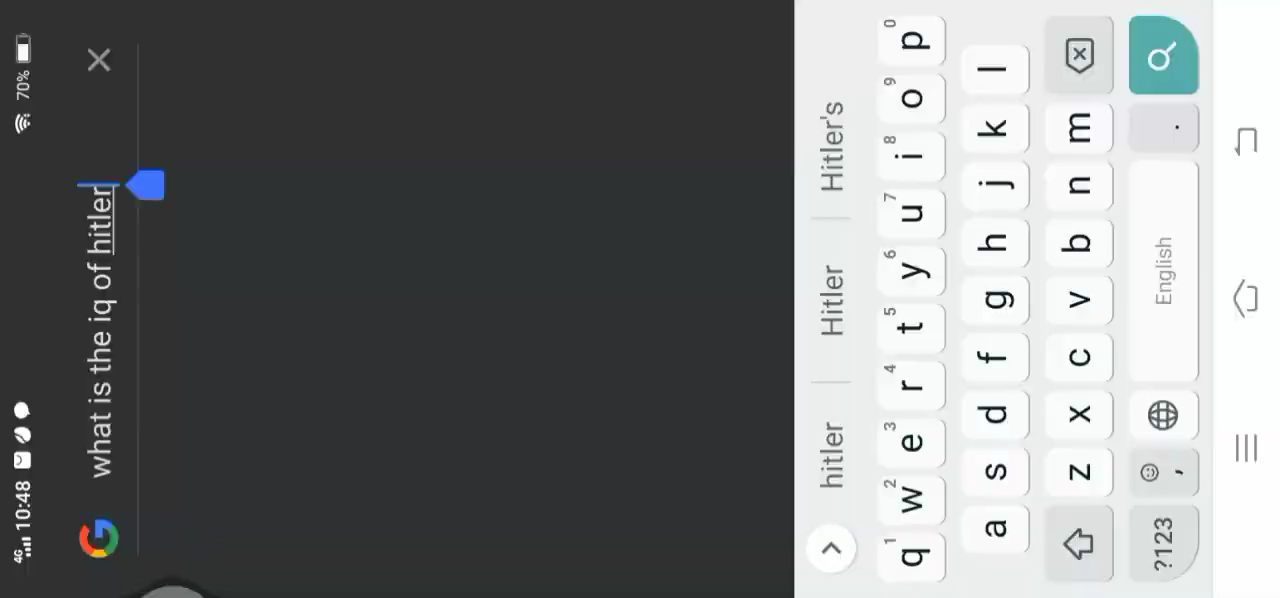 4G 10:48 70%
what is the iq of hitler
hitler Hitler Hitler's
1 2 3 4 5 6 7 8 9 0
q w e r t y u i o p
a s d f g h j k l
z x c v b n m
?123 , English .